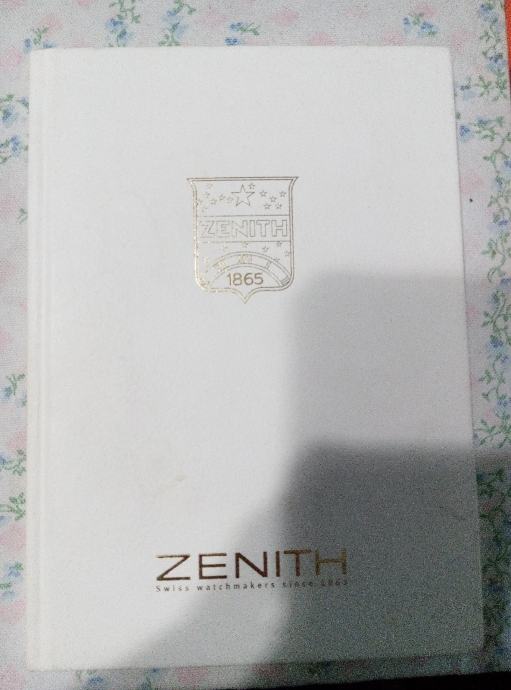 ZENITH
1865
ZENITH
Swiss watchmakers since 1865